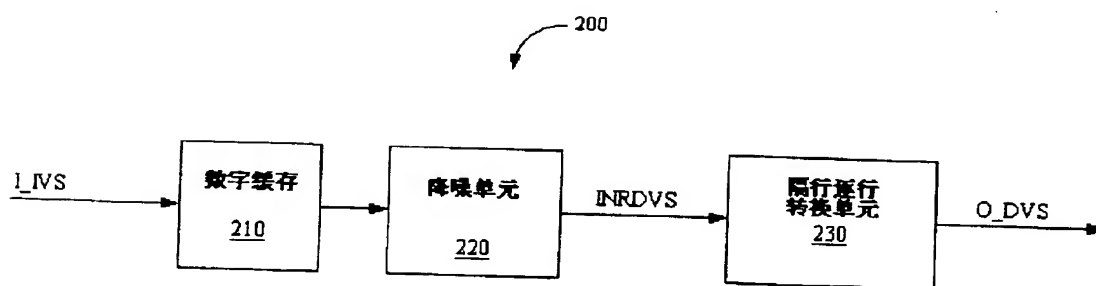 200
I_IVS
数字缓存
210
降噪单元
220
INRDVS
隔行逐行
转换单元
230
O_DVS